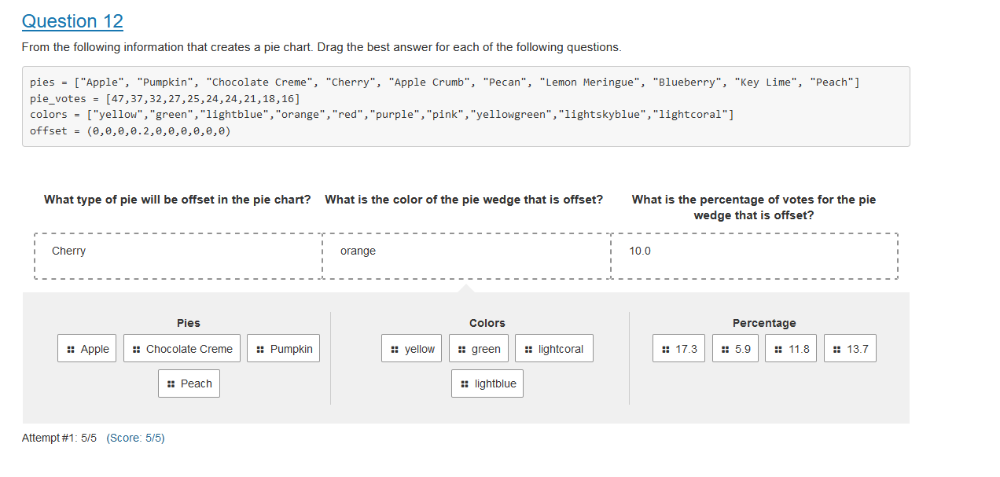 Question 12
From the following information that creates a pie chart. Drag the best answer for each of the following questions.
pies = ["Apple", "Pumpkin", "Chocolate Creme", "Cherry", "Apple Crumb", "Pecan", "Lemon Meringue", "Blueberry", "Key Lime", "Peach"]
pie_votes = [47,37,32,27,25,24,24,21,18,16]
colors = ["yellow","green","lightblue","orange","red","purple","pink","yellowgreen","lightskyblue","lightcoral"]
offset = (0,0,0,0.2,0,0,0,0,0,0)
What type of pie will be offset in the pie chart?
What is the color of the pie wedge that is offset?
What is the percentage of votes for the pie
wedge that is offset?
Cherry
orange
10.0
Pies
Apple
Chocolate Creme
Pumpkin
Peach
Colors
yellow
green
lightcoral
lightblue
Percentage
17.3
5.9
11.8
13.7
Attempt #1: 5/5 (Score: 5/5)